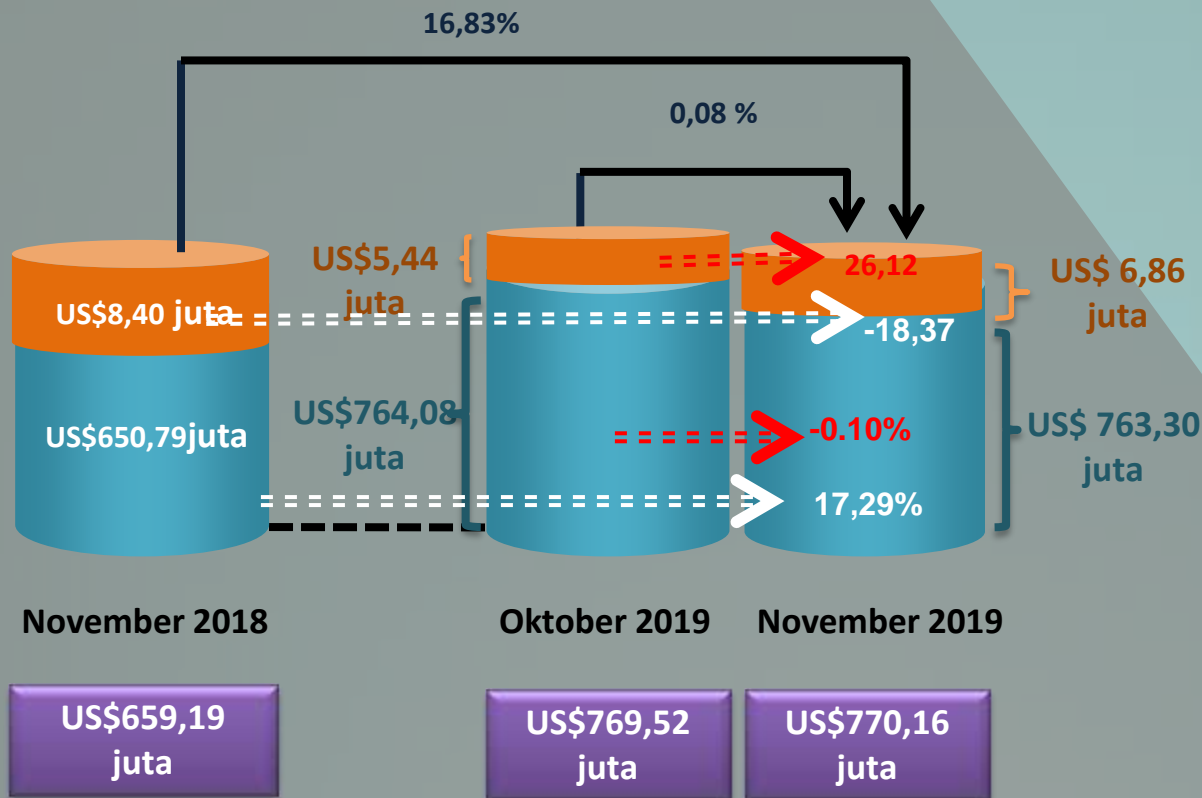 16,83%
0,08 %
US$5,44
juta
26,12
US$ 6,86
juta
US$8,40 juta
-18,37
US$764,08
juta
-0.10%
US$ 763,30
juta
US$650,79juta
17,29%
November 2018
Oktober 2019
November 2019
US$659,19
juta
US$769,52
juta
US$770,16
juta